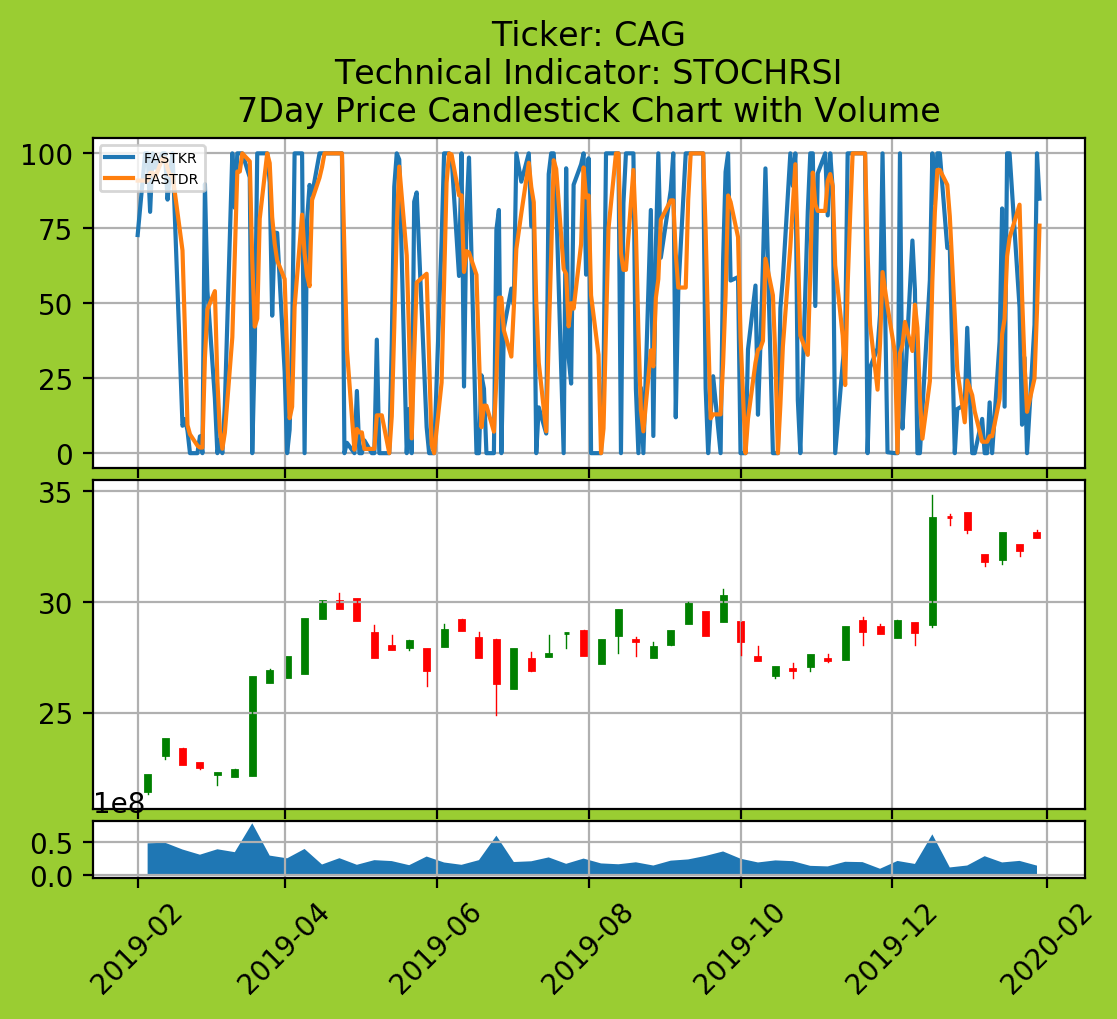 Ticker: CAG
Technical Indicator: STOCHRSI
7Day Price Candlestick Chart with Volume
FASTKR
FASTDR
100
75
50
25
0
35
30
25
1e8
0.5
0.0
2019-02
2019-04
2019-06
2019-08
2019-10
2019-12
2020-02